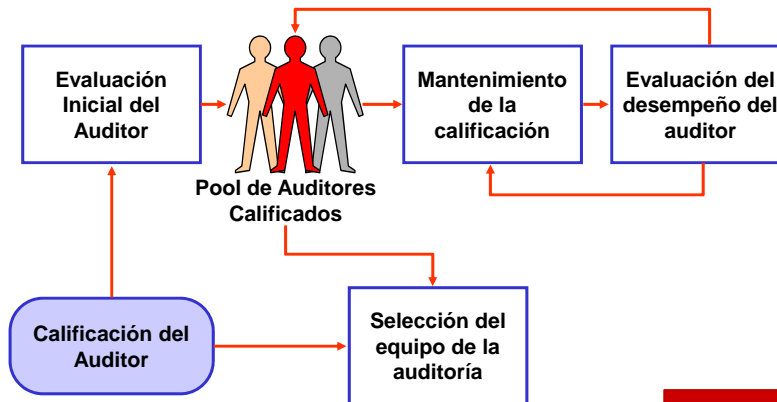 Evaluación
Inicial del
Auditor
Pool de Auditores
Calificados
Mantenimiento
de la
calificación
Evaluación del
desempeño del
auditor
Calificación del
Auditor
Selección del
equipo de la
auditoría